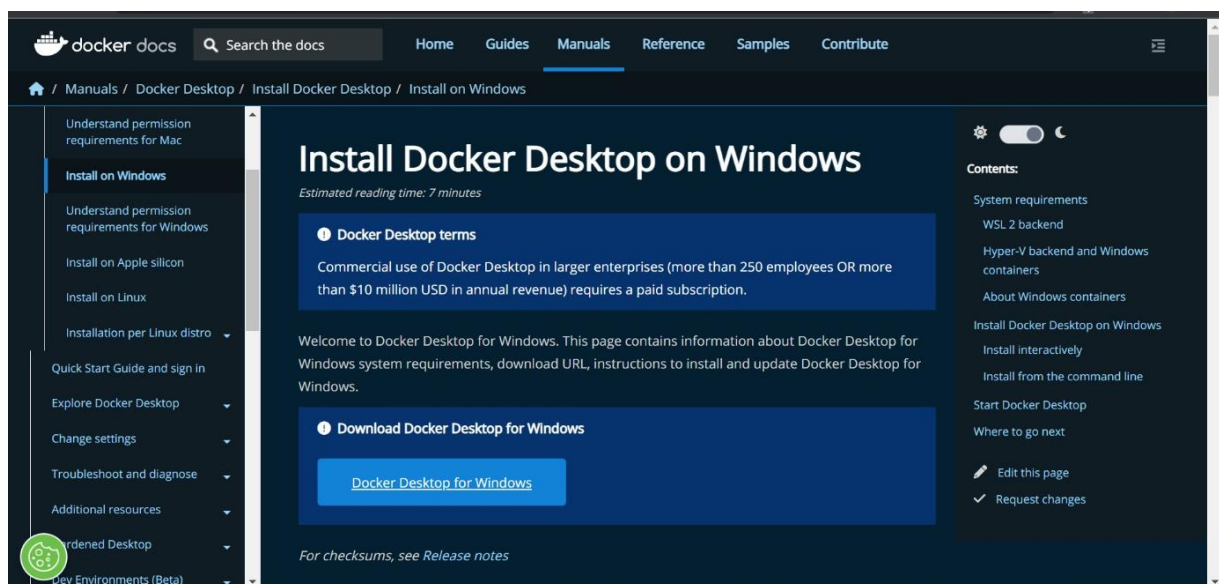 docker docs
Search the docs
Home Guides Manuals Reference Samples Contribute
/ Manuals / Docker Desktop / Install Docker Desktop / Install on Windows
Understand permission
requirements for Mac
Install on Windows
Understand permission
requirements for Windows
Install on Apple silicon
Install on Linux
Installation per Linux distro
Quick Start Guide and sign in
Explore Docker Desktop
Change settings
Troubleshoot and diagnose
Additional resources
rdened Desktop
Dev Environments (Beta)
Install Docker Desktop on Windows
Estimated reading time: 7 minutes
Docker Desktop terms
Commercial use of Docker Desktop in larger enterprises (more than 250 employees OR more
than $10 million USD in annual revenue) requires a paid subscription.
Welcome to Docker Desktop for Windows. This page contains information about Docker Desktop for
Windows system requirements, download URL, instructions to install and update Docker Desktop for
Windows.
Download Docker Desktop for Windows
Docker Desktop for Windows
For checksums, see Release notes
Contents:
System requirements
WSL 2 backend
Hyper-V backend and Windows
containers
About Windows containers
Install Docker Desktop on Windows
Install interactively
Install from the command line
Start Docker Desktop
Where to go next
Edit this page
Request changes